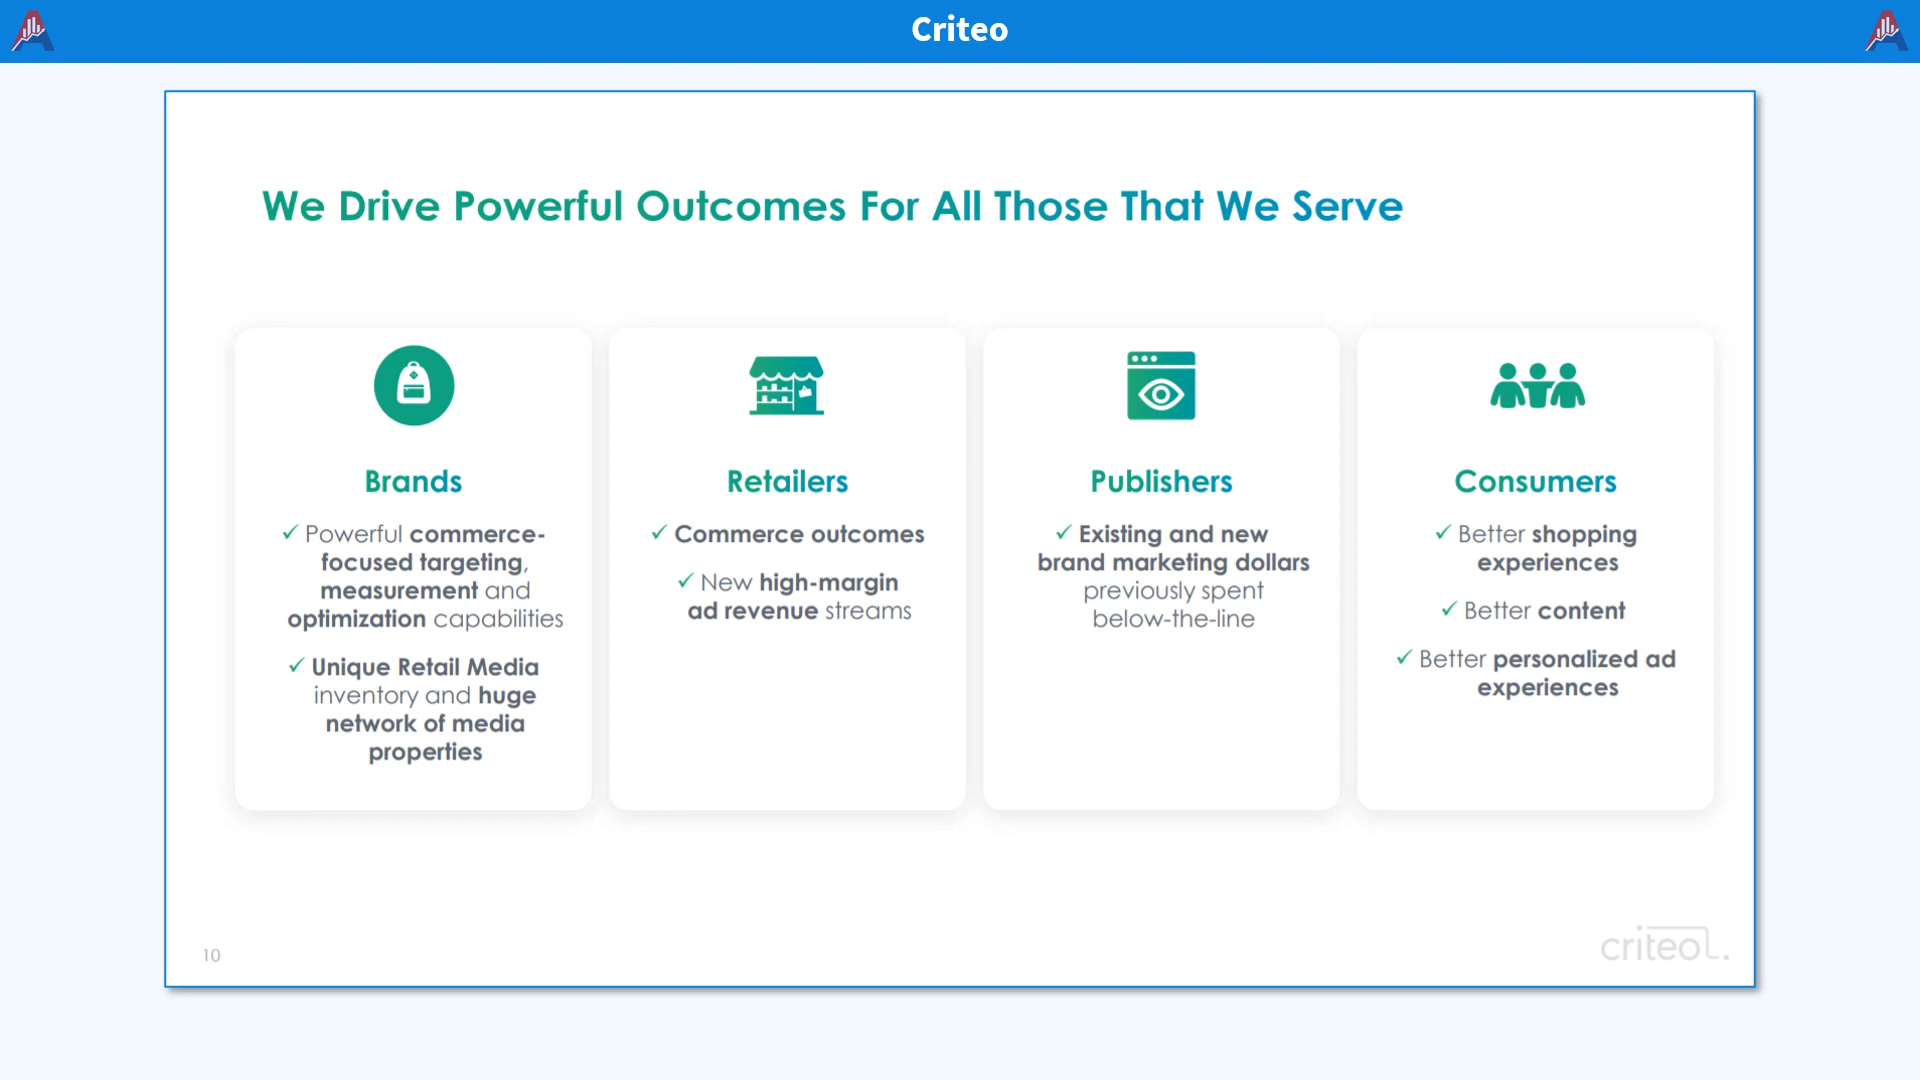 Criteo
We Drive Powerful Outcomes For All Those That We Serve
Brands
✓ Powerful commerce-
focused targeting,
measurement and
optimization capabilities
✓ Unique Retail Media
inventory and huge
network of media
properties
Retailers
✓ Commerce outcomes
✓ New high-margin
ad revenue streams
Publishers
✓ Existing and new
brand marketing dollars
previously spent
below-the-line
Consumers
✓ Better shopping
experiences
✓ Better content
✓ Better personalized ad
experiences
10
criteo.